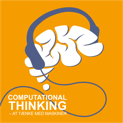 COMPUTATIONAL
THINKING
– AT TÆNKE MED MASKINER